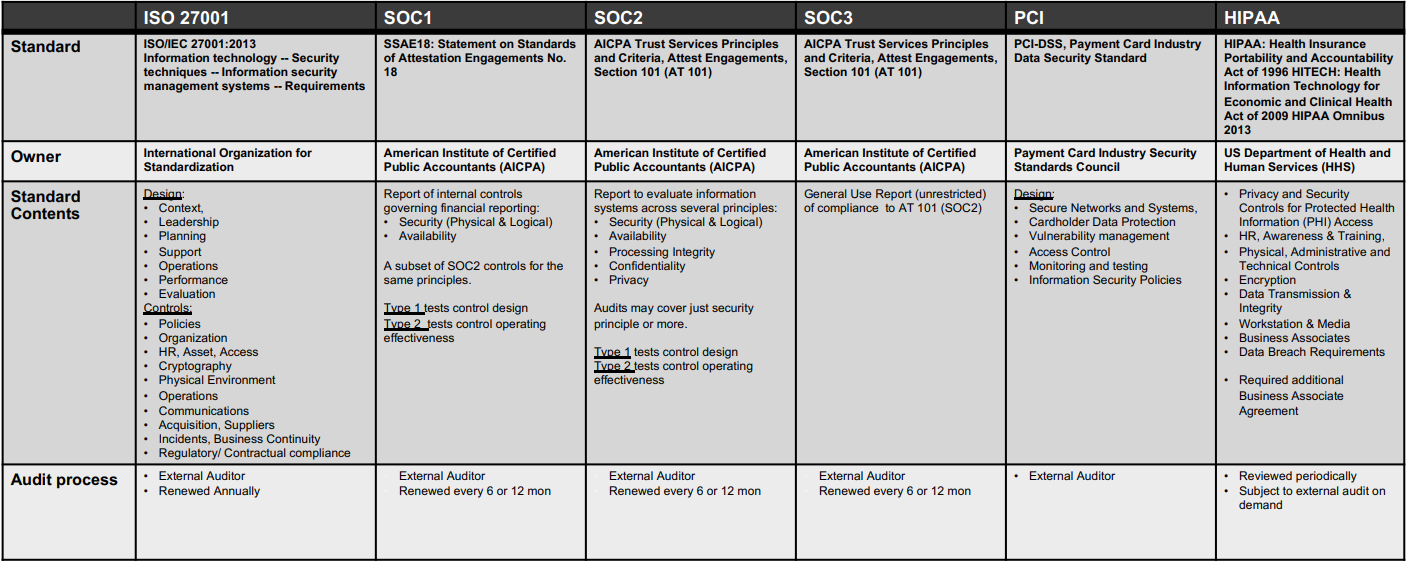 ISO 27001
SOC1
SOC2
SOC3
PCI
HIPAA
Standard
ISO/IEC 27001:2013
Information technology -- Security
techniques -- Information security
management systems -- Requirements
SSAE18: Statement on Standards
of Attestation Engagements No.
18
AICPA Trust Services Principles
and Criteria, Attest Engagements,
Section 101 (AT 101)
AICPA Trust Services Principles
and Criteria, Attest Engagements,
Section 101 (AT 101)
PCI-DSS, Payment Card Industry
Data Security Standard
HIPAA: Health Insurance
Portability and Accountability
Act of 1996 HITECH: Health
Information Technology for
Economic and Clinical Health
Act of 2009 HIPAA Omnibus
2013
Owner
International Organization for
Standardization
American Institute of Certified
Public Accountants (AICPA)
American Institute of Certified
Public Accountants (AICPA)
American Institute of Certified
Public Accountants (AICPA)
Payment Card Industry Security
Standards Council
US Department of Health and
Human Services (HHS)
Standard
Contents
Design:
• Context,
• Leadership
• Planning
• Support
• Operations
• Performance
• Evaluation
Controls:
• Policies
• Organization
• HR, Asset, Access
• Cryptography
• Physical Environment
• Operations
• Communications
• Acquisition, Suppliers
• Incidents, Business Continuity
• Regulatory/ Contractual compliance
Report of internal controls
governing financial reporting:
• Security (Physical & Logical)
• Availability
A subset of SOC2 controls for the
same principles.
Type 1 tests control design
Type 2 tests control operating
effectiveness
Report to evaluate information
systems across several principles:
• Security (Physical & Logical)
• Availability
• Processing Integrity
• Confidentiality
• Privacy
Audits may cover just security
principle or more.
Type 1 tests control design
Type 2 tests control operating
effectiveness
General Use Report (unrestricted)
of compliance to AT 101 (SOC2)
Design:
• Secure Networks and Systems,
• Cardholder Data Protection
• Vulnerability management
• Access Control
• Monitoring and testing
• Information Security Policies
• Privacy and Security
Controls for Protected Health
Information (PHI) Access
• HR, Awareness & Training,
• Physical, Administrative and
Technical Controls
• Encryption
• Data Transmission &
Integrity
• Workstation & Media
• Business Associates
• Data Breach Requirements
• Required additional
Business Associate
Agreement
Audit process
• External Auditor
• Renewed Annually
External Auditor
Renewed every 6 or 12 mon
External Auditor
Renewed every 6 or 12 mon
External Auditor
Renewed every 6 or 12 mon
• External Auditor
• Reviewed periodically
• Subject to external audit on
demand